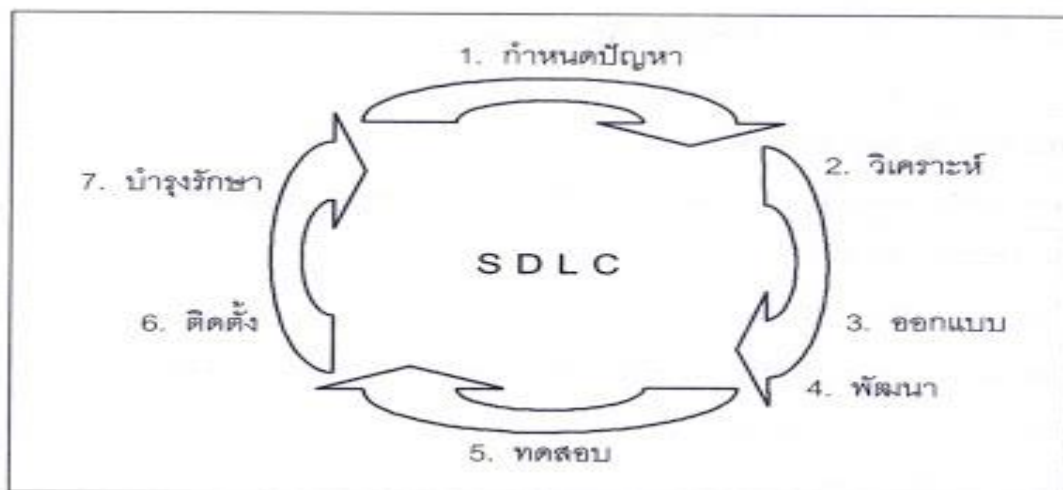 1. กำหนดปัญหา
2. วิเคราะห์
3. ออกแบบ
4. พัฒนา
5. ทดสอบ
6. ติดตั้ง
7. บำรุงรักษา
SDLC